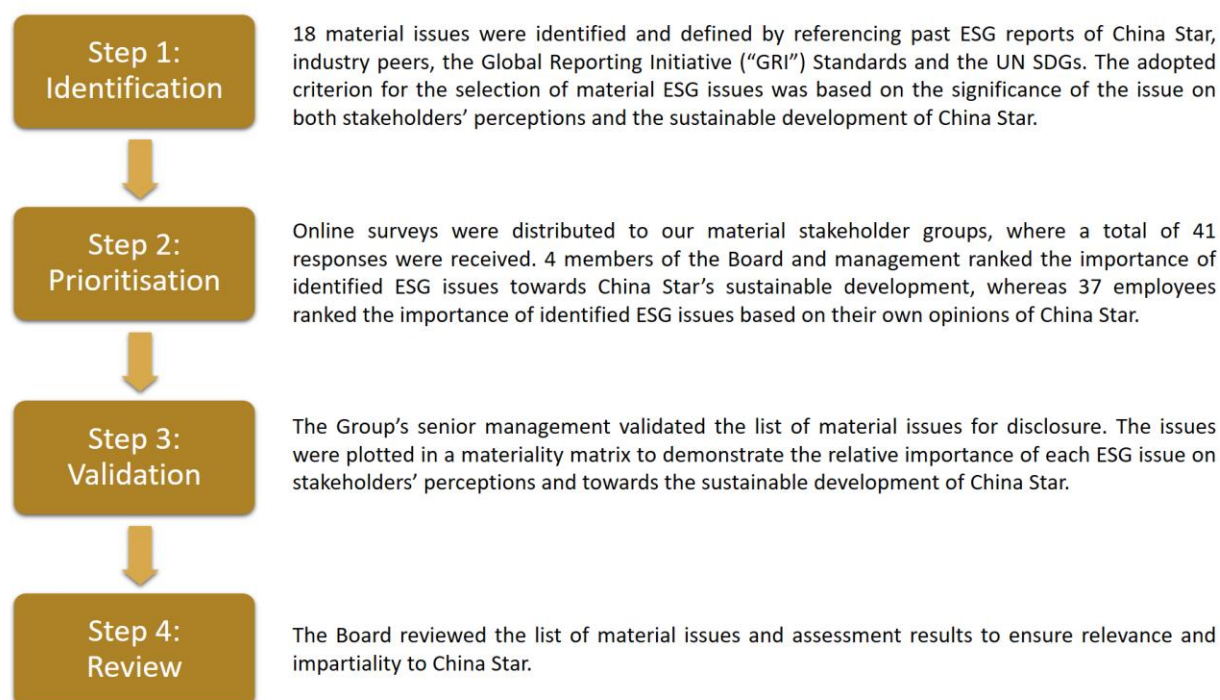 Step 1:
Identification
18 material issues were identified and defined by referencing past ESG reports of China Star,
industry peers, the Global Reporting Initiative (“GRI”) Standards and the UN SDGs. The adopted
criterion for the selection of material ESG issues was based on the significance of the issue on
both stakeholders’ perceptions and the sustainable development of China Star.
Step 2:
Prioritisation
Online surveys were distributed to our material stakeholder groups, where a total of 41
responses were received. 4 members of the Board and management ranked the importance of
identified ESG issues towards China Star’s sustainable development, whereas 37 employees
ranked the importance of identified ESG issues based on their own opinions of China Star.
Step 3:
Validation
The Group’s senior management validated the list of material issues for disclosure. The issues
were plotted in a materiality matrix to demonstrate the relative importance of each ESG issue on
stakeholders’ perceptions and towards the sustainable development of China Star.
Step 4:
Review
The Board reviewed the list of material issues and assessment results to ensure relevance and
impartiality to China Star.